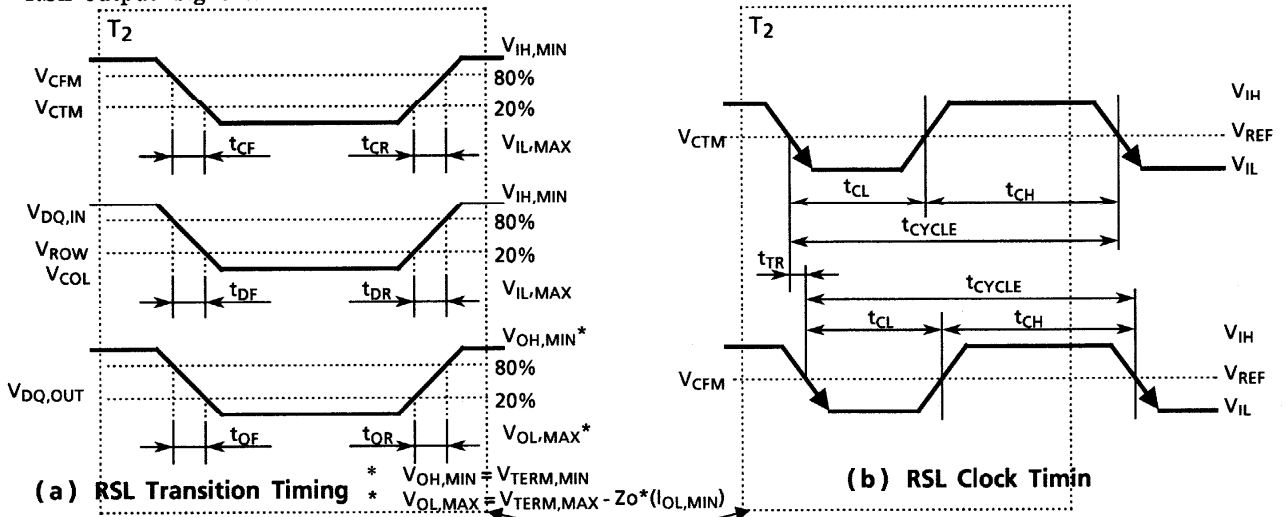 T2
VIH,MIN
VCFM
80%
VCTM
20%
tCF
tCR
VIL,MAX
VIH,MIN
VDQ,IN
80%
VROW
20%
VCOL
tDF
tDR
VIL,MAX
VOH,MIN*
80%
VDQ,OUT
20%
tOF
tOR
VOL,MAX*
* VOH,MIN = VTERM,MIN
* VOL,MAX = VTERM,MAX - Zo*(IOL,MIN)
(a) RSL Transition Timing
T2
VIH
VCTM
VREF
VIL
tCL
tCH
tCYCLE
tTR
tCYCLE
tCL
tCH
VIH
VCFM
VREF
VIL
(b) RSL Clock Timin